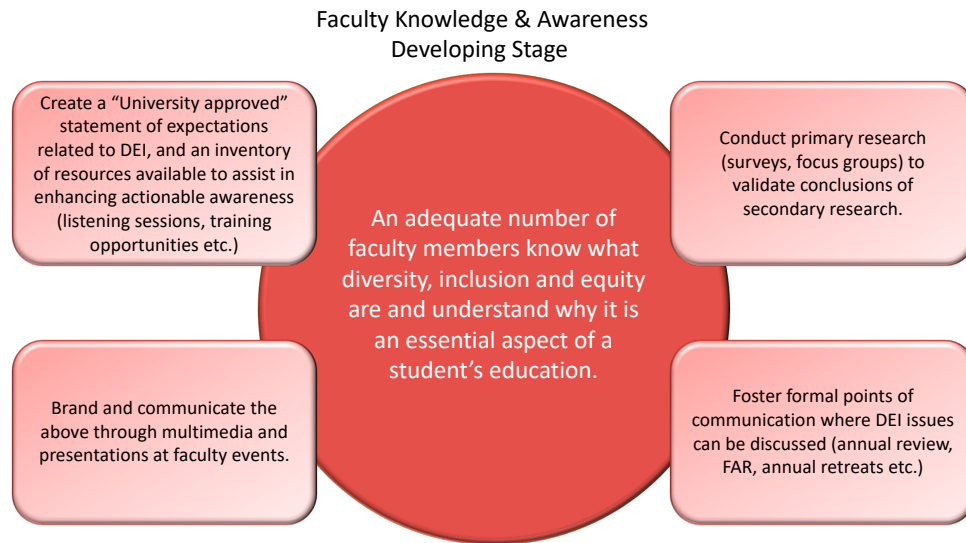 Faculty Knowledge & Awareness
Developing Stage
Create a “University approved”
statement of expectations
related to DEI, and an inventory
of resources available to assist in
enhancing actionable awareness
(listening sessions, training
opportunities etc.)
Conduct primary research
(surveys, focus groups) to
validate conclusions of
secondary research.
An adequate number of
faculty members know what
diversity, inclusion and equity
are and understand why it is
an essential aspect of a
student’s education.
Brand and communicate the
above through multimedia and
presentations at faculty events.
Foster formal points of
communication where DEI issues
can be discussed (annual review,
FAR, annual retreats etc.)